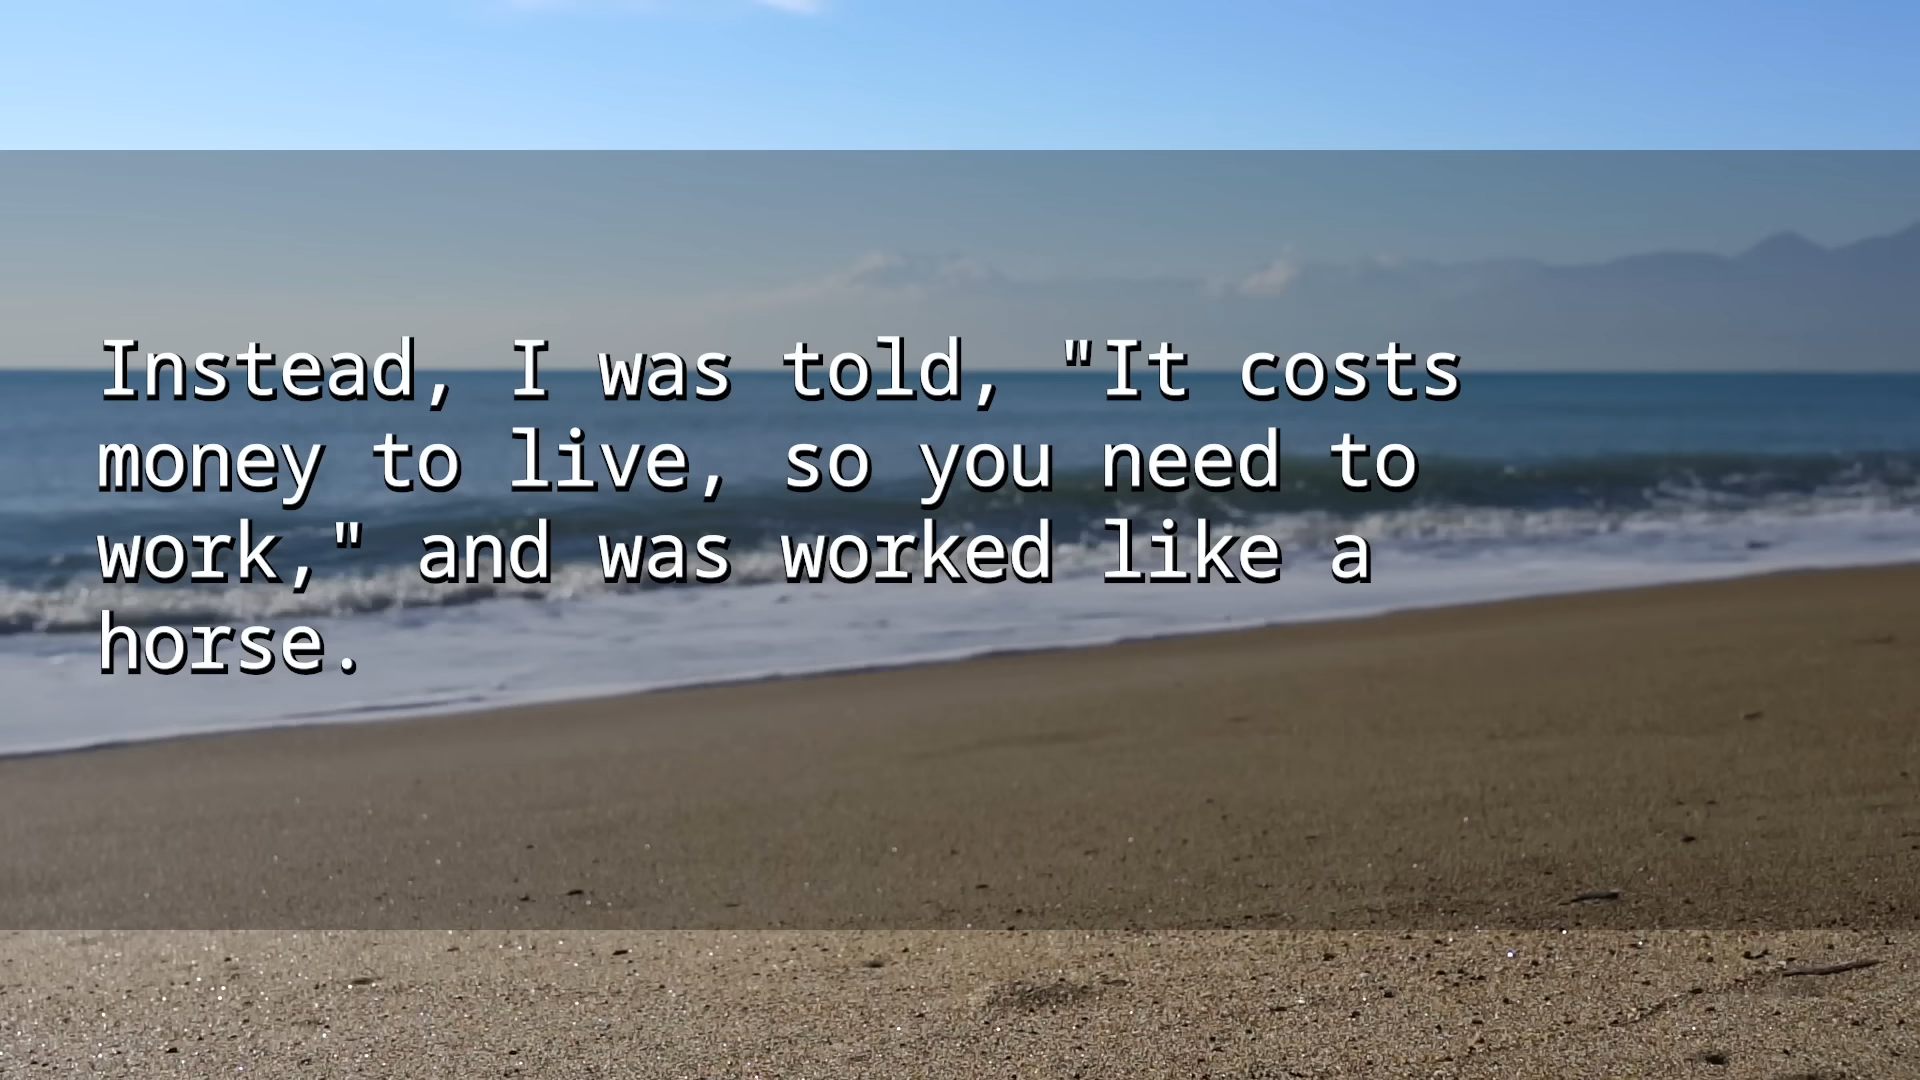 Instead, I was told, "It costs
money to live, so you need to
work," and was worked like a
horse.